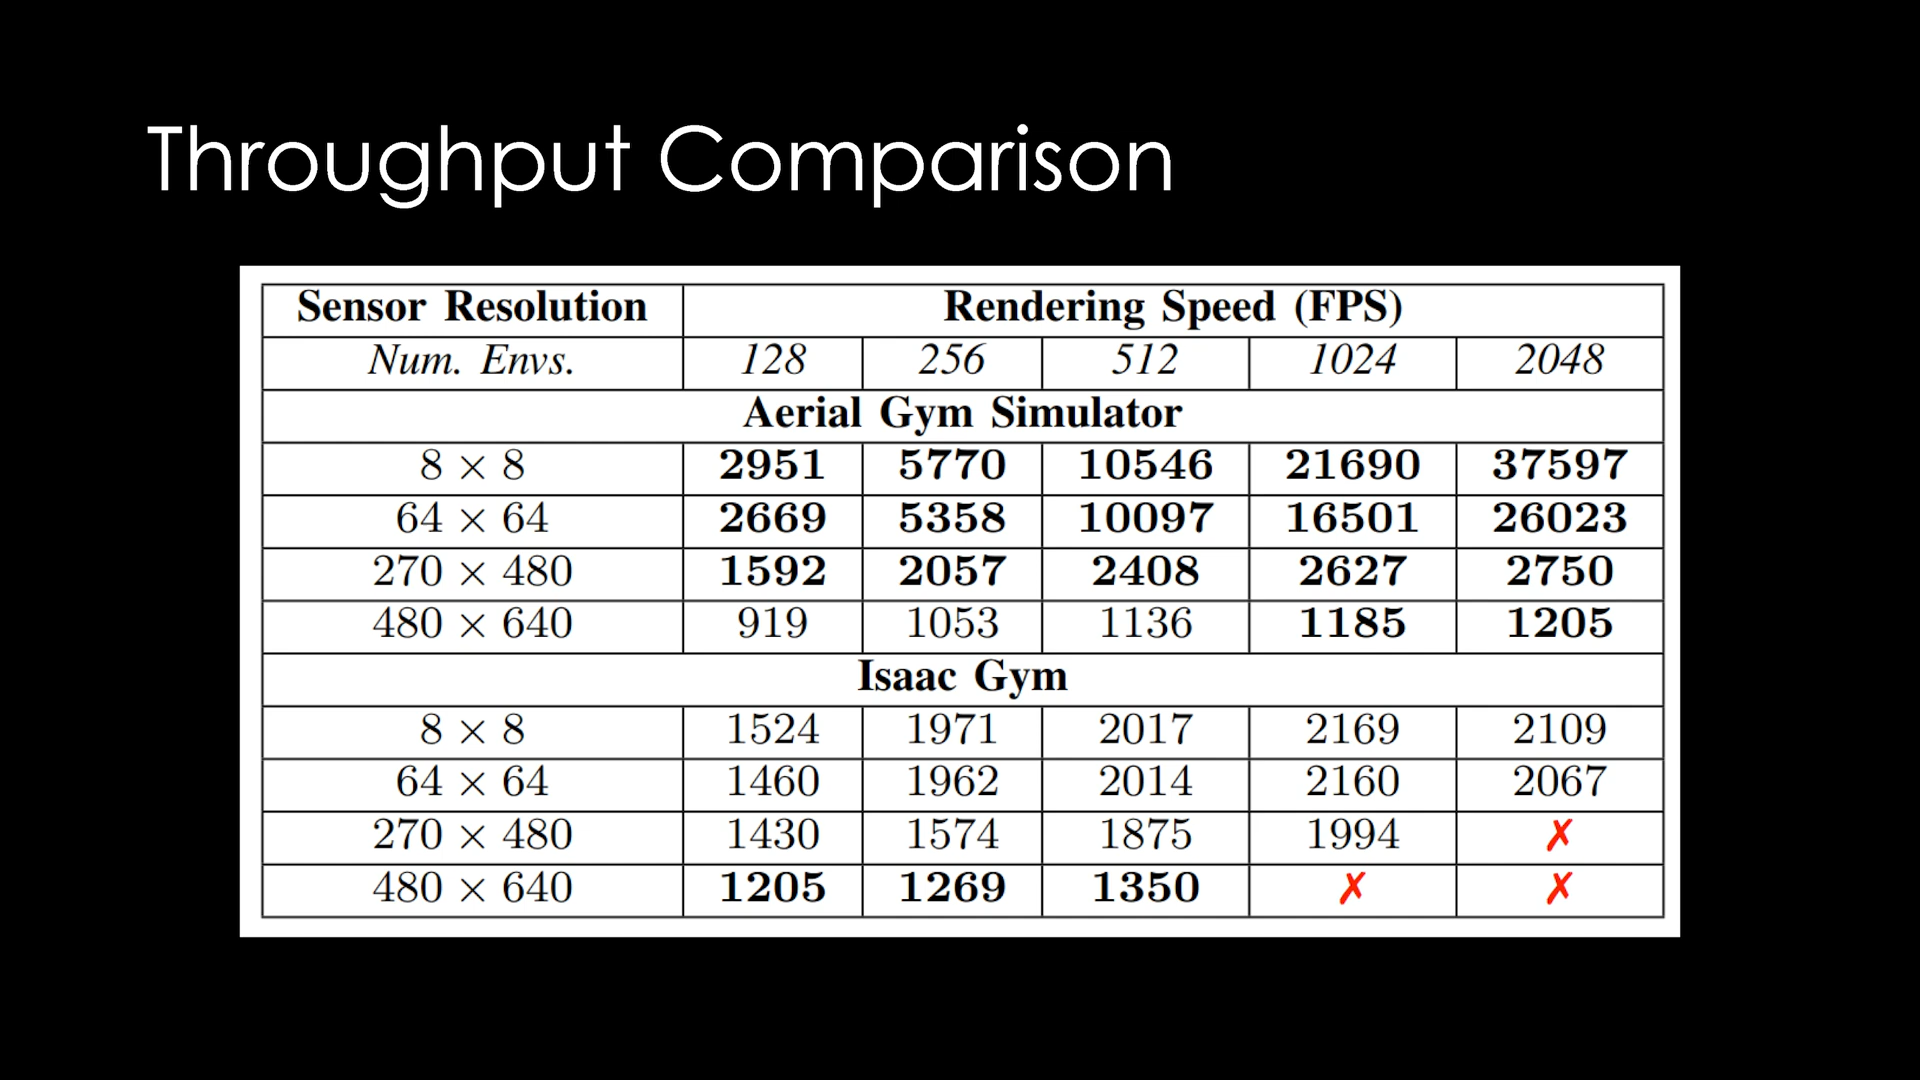 Throughput Comparison
Sensor Resolution Rendering Speed (FPS)
Num. Envs. 128 256 512 1024 2048
Aerial Gym Simulator
8 × 8 2951 5770 10546 21690 37597
64 × 64 2669 5358 10097 16501 26023
270 × 480 1592 2057 2408 2627 2750
480 × 640 919 1053 1136 1185 1205
Isaac Gym
8 × 8 1524 1971 2017 2169 2109
64 × 64 1460 1962 2014 2160 2067
270 × 480 1430 1574 1875 1994 ✗
480 × 640 1205 1269 1350 ✗ ✗